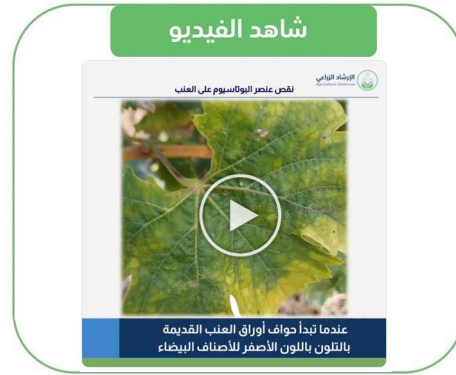 شاهد الفيديو
الإرشاد الزراعي
Agricultural Extension
نقص عنصر البوتاسيوم على العنب
عندما تبدأ حواف أوراق العنب القديمة
بالتلون باللون الأصفر للأصناف البيضاء